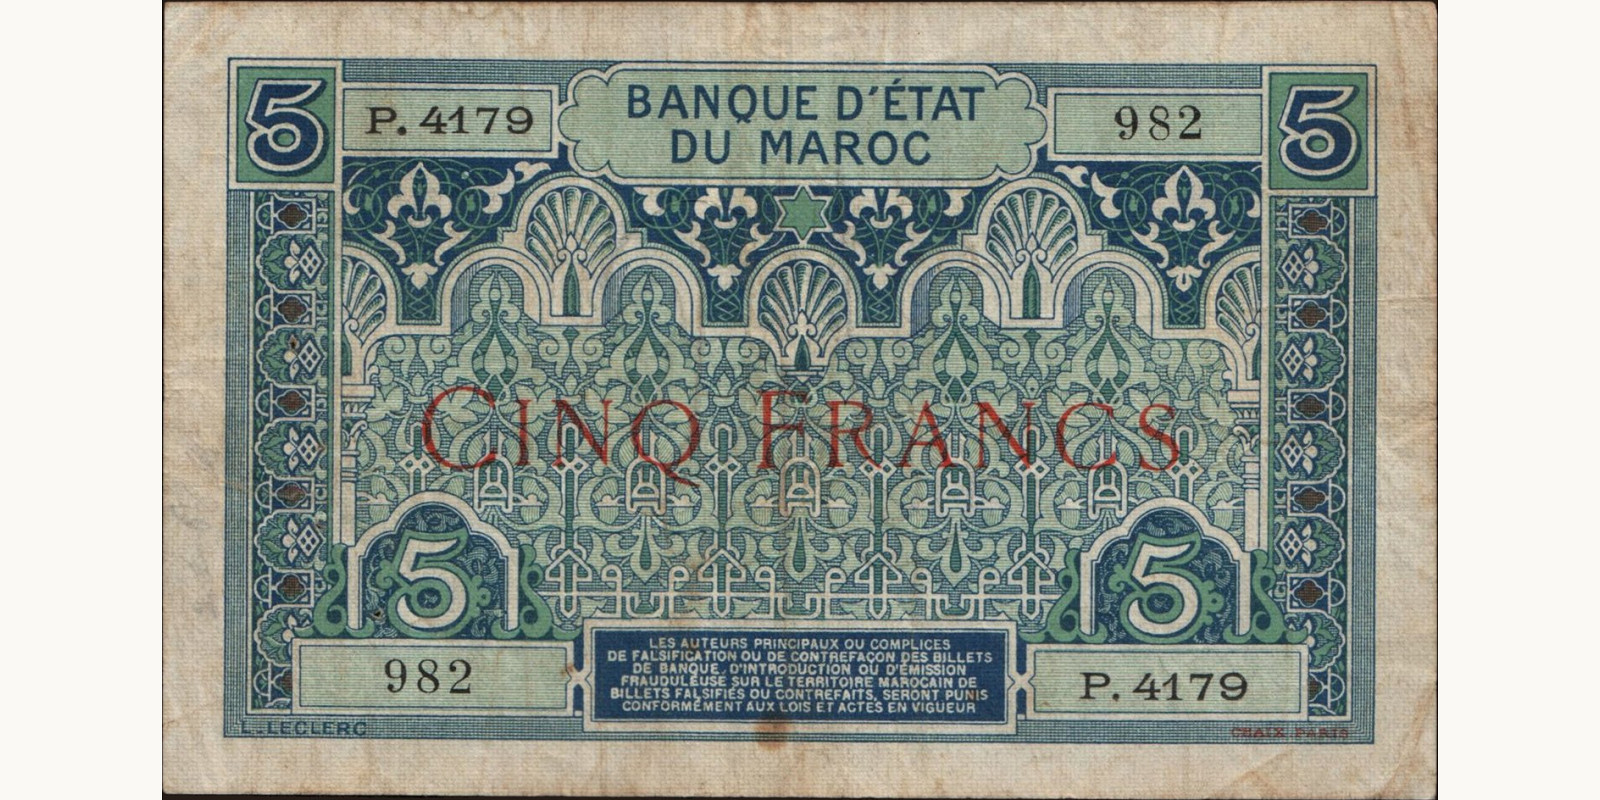 5 P. 4179 BANQUE D'ÉTAT 982 5
DU MAROC
CINQ FRANCS
5 5
LES AUTEURS PRINCIPAUX OU COMPLICES
DE FALSIFICATION OU DE CONTREFAÇON DES BILLETS
DE BANQUE, D'INTRODUCTION OU D'ÉMISSION
FRAUDULEUSE SUR LE TERRITOIRE MAROCAIN DE
BILLETS FALSIFIÉS OU CONTREFAITS, SERONT PUNIS
CONFORMÉMENT AUX LOIS ET ACTES EN VIGUEUR
982 P. 4179
L. LECLERC CHAIX PARIS